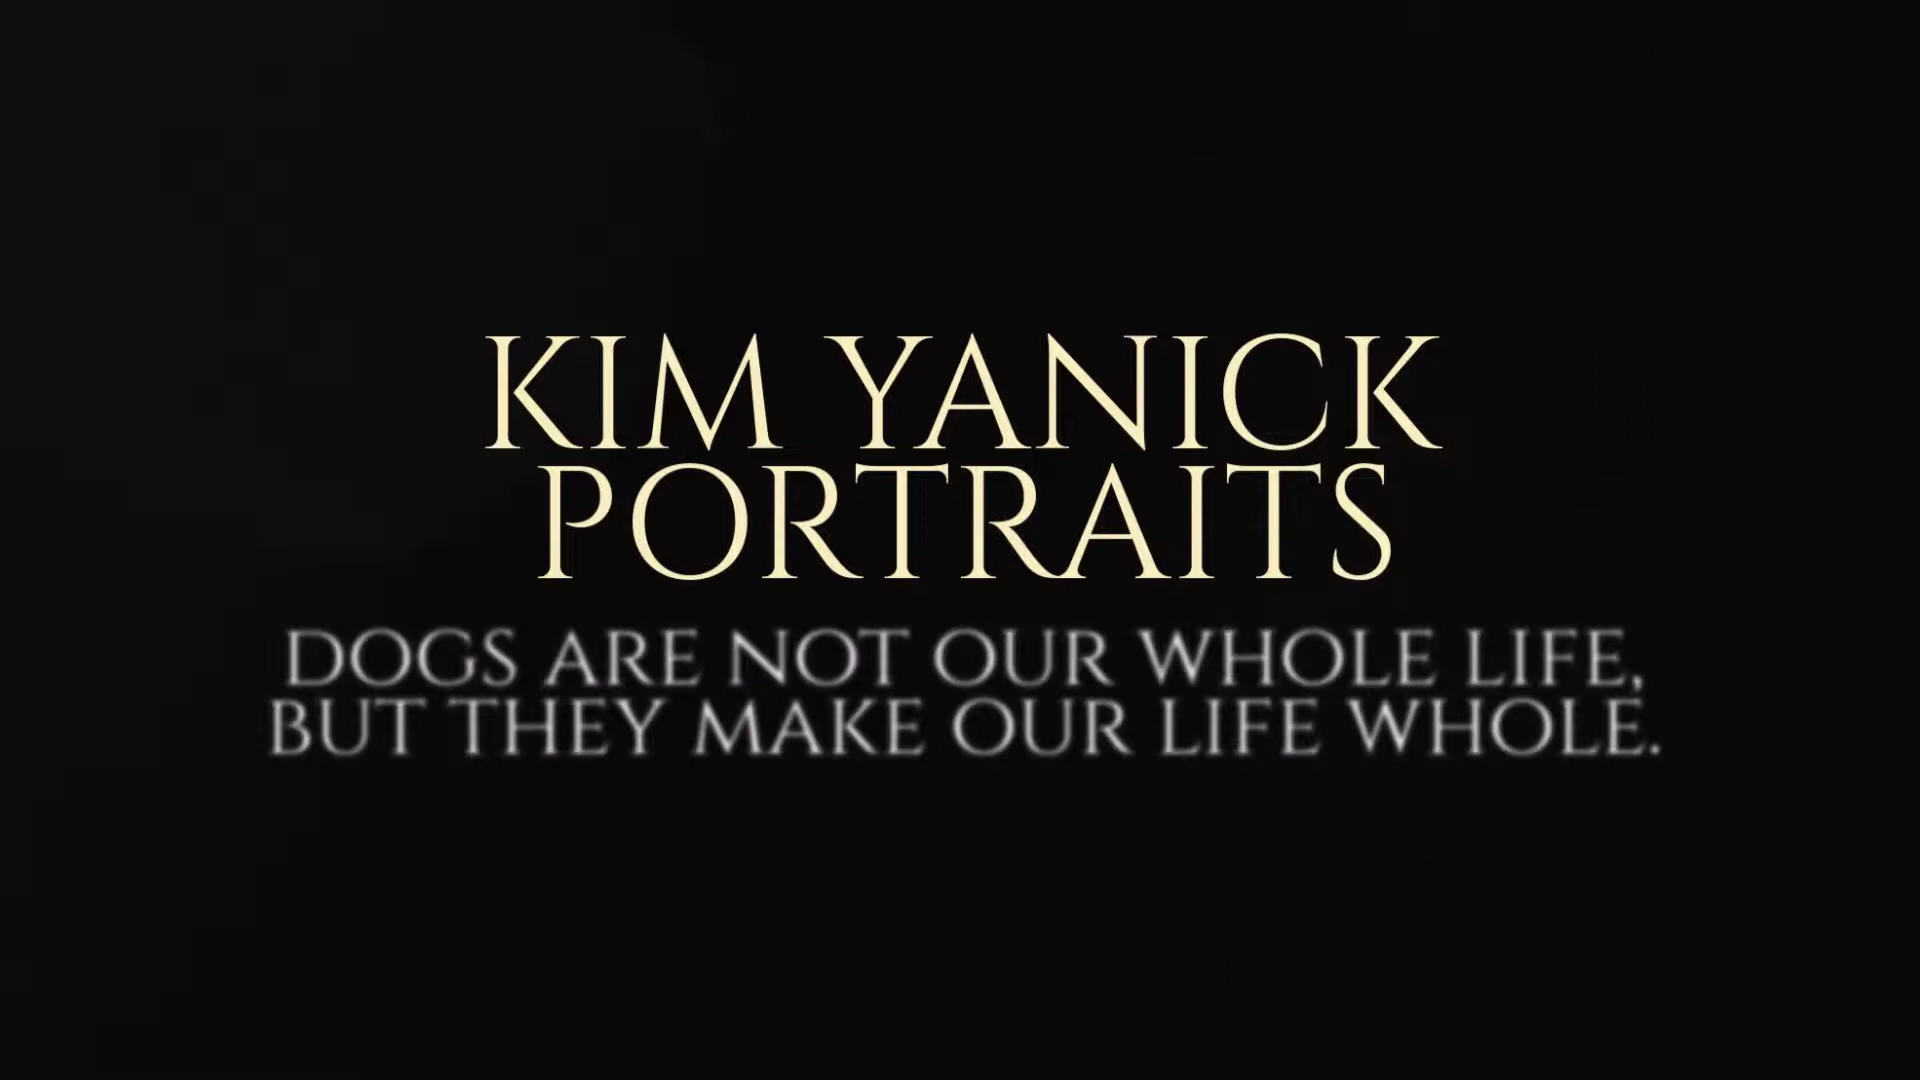 KIM YANICK
PORTRAITS
DOGS ARE NOT OUR WHOLE LIFE,
BUT THEY MAKE OUR LIFE WHOLE.